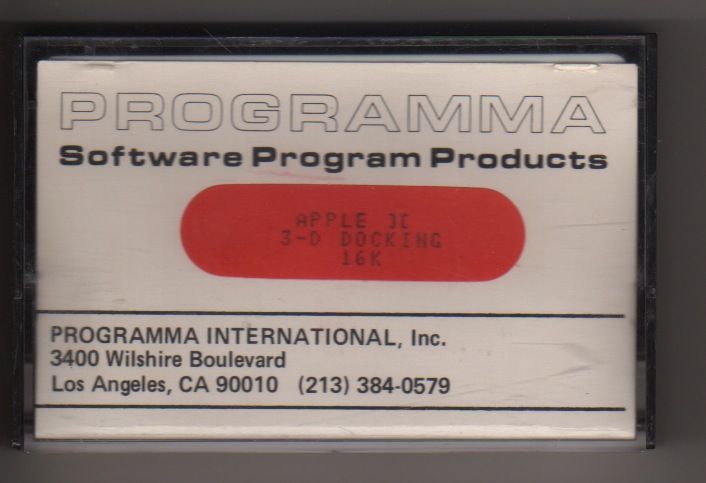 PROGRAMMA
Software Program Products
APPLE ][
3-D DOCKING
16K
PROGRAMMA INTERNATIONAL, Inc.
3400 Wilshire Boulevard
Los Angeles, CA 90010 (213) 384-0579